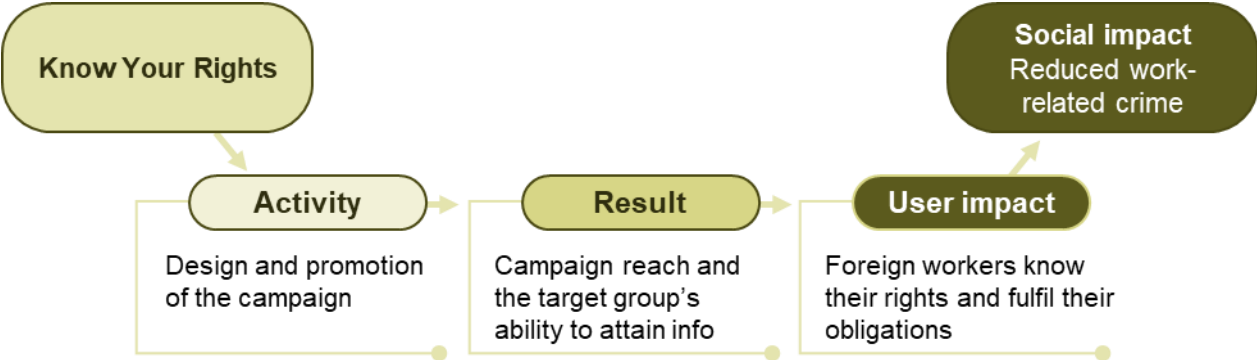 Know Your Rights
Social impact
Reduced work-
related crime
Activity
Result
User impact
Design and promotion
of the campaign
Campaign reach and
the target group's
ability to attain info
Foreign workers know
their rights and fulfil their
obligations